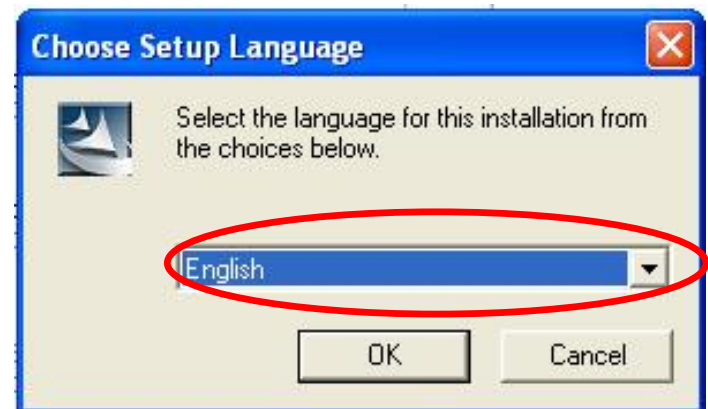 Choose Setup Language
Select the language for this installation from
the choices below.
English
OK
Cancel